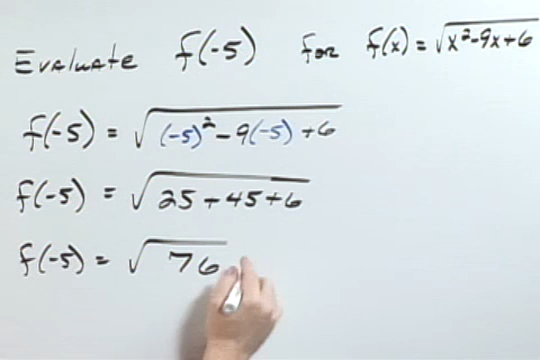 Evaluate f(-5) for f(x) = √x²-9x+6
f(-5) = √(-5)²-9(-5)+6
f(-5) = √25+45+6
f(-5) = √76